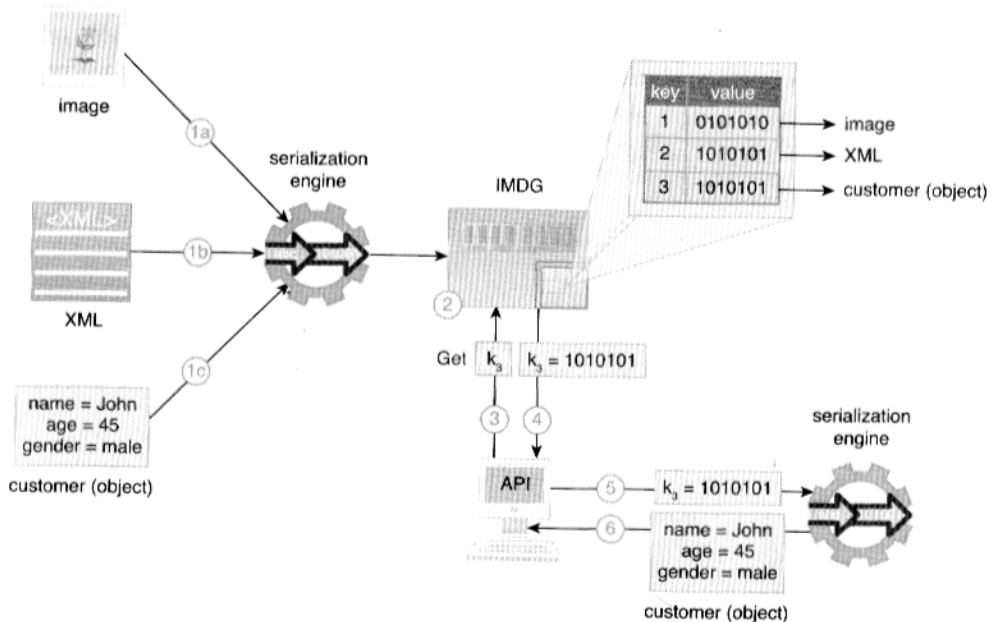 image
1a
serialization
engine
<XML>
1b
XML
1c
name = John
age = 45
gender = male
customer (object)
IMDG
2
key value
1 0101010
2 1010101
3 1010101
image
XML
customer (object)
Get k₃
k₃ = 1010101
3
4
API
5
k₃ = 1010101
6
name = John
age = 45
gender = male
customer (object)
serialization
engine